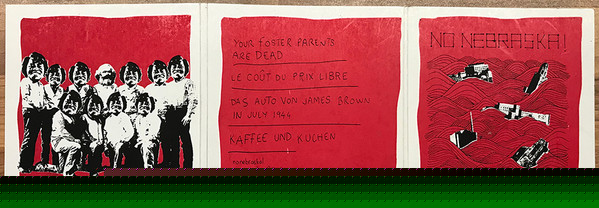 YOUR FOSTER PARENTS
ARE DEAD
LE COÛT DU PRIX LIBRE
DAS AUTO VON JAMES BROWN
IN JULY 1944
KAFFEE UND KUCHEN
NO NEBRASKA!